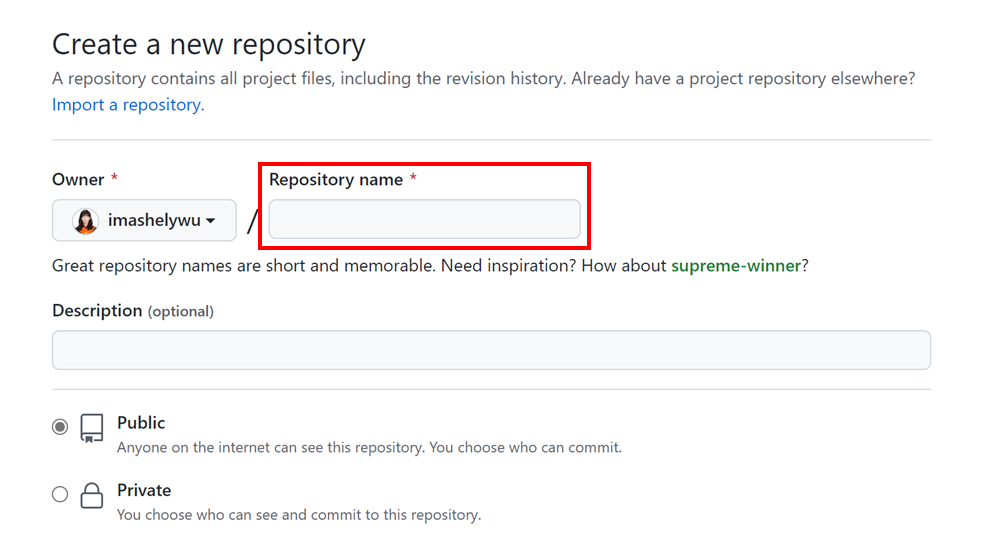 Create a new repository
A repository contains all project files, including the revision history. Already have a project repository elsewhere?
Import a repository.
Owner * Repository name *
imashelywu /
Great repository names are short and memorable. Need inspiration? How about supreme-winner?
Description (optional)
Public
Anyone on the internet can see this repository. You choose who can commit.
Private
You choose who can see and commit to this repository.